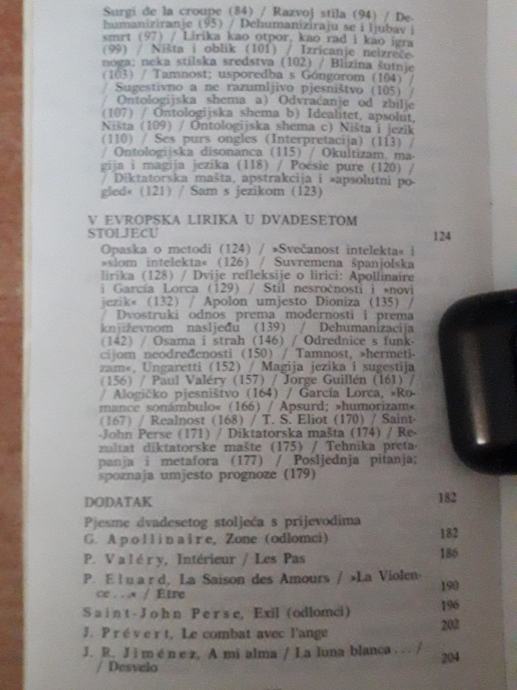 Surgi de la croupe (84) / Razvoj stila (94) / De-
humaniziranje (95) / Dehumaniziraju se i ljubav i
smrt (97) / Lirika kao otpor, kao rad i kao igra
(99) / Ništa i oblik (101) / Izricanje neizreče-
noga; neka stilska sredstva (102) / Blizina šutnje
(103) / Tamnost; usporedba s Góngorom (104) /
/ Sugestivno a ne razumljivo pjesništvo (105) /
/ Ontologijska shema a) Odvraćanje od zbilje
(107) / Ontologijska shema b) Idealitet, apsolut,
Ništa (109) / Ontologijska shema c) Ništa i jezik
(110) / Ses purs ongles (Interpretacija) (113) /
/ Ontologijska disonanca (115) / Okultizam, ma-
gija i magija jezika (118) / Poésie pure (120) /
/ Diktatorska mašta, apstrakcija i »apsolutni po-
gled« (121) / Sam s jezikom (123)
V EVROPSKA LIRIKA U DVADESETOM
STOLJEĆU 124
Opaska o metodi (124) / »Svečanost intelekta« i
»slom intelekta« (126) / Suvremena španjolska
lirika (128) / Dvije refleksije o lirici: Apollinaire
i García Lorca (129) / Stil nesročnosti i »novi
jezik« (132) / Apolon umjesto Dioniza (135) /
/ Dvostruki odnos prema modernosti i prema
književnom nasljeđu (139) / Dehumanizacija
(142) / Osama i strah (146) / Odrednice s funk-
cijom neodređenosti (150) / Tamnost, »hermeti-
zam«, Ungaretti (152) / Magija jezika i sugestija
(156) / Paul Valéry (157) / Jorge Guillén (161) /
/ Alogičko pjesništvo (164) / García Lorca, »Ro-
mance sonámbulo« (166) / Apsurd; »humorizam«
(167) / Realnost (168) / T. S. Eliot (170) / Saint-
-John Perse (171) / Diktatorska mašta (174) / Re-
zultat diktatorske mašte (175) / Tehnika preta-
panja i metafora (177) / Posljednja pitanja;
spoznaja umjesto prognoze (179)
DODATAK 182
Pjesme dvadesetog stoljeća s prijevodima
G. Apollinaire, Zone (odlomci) 182
P. Valéry, Intérieur / Les Pas 186
P. Eluard, La Saison des Amours / »La Violen-
ce...« / Etre 190
Saint-John Perse, Exil (odlomci) 196
J. Prévert, Le combat avec l'ange 202
J. R. Jiménez, A mi alma / La luna blanca... /
/ Desvelo 204